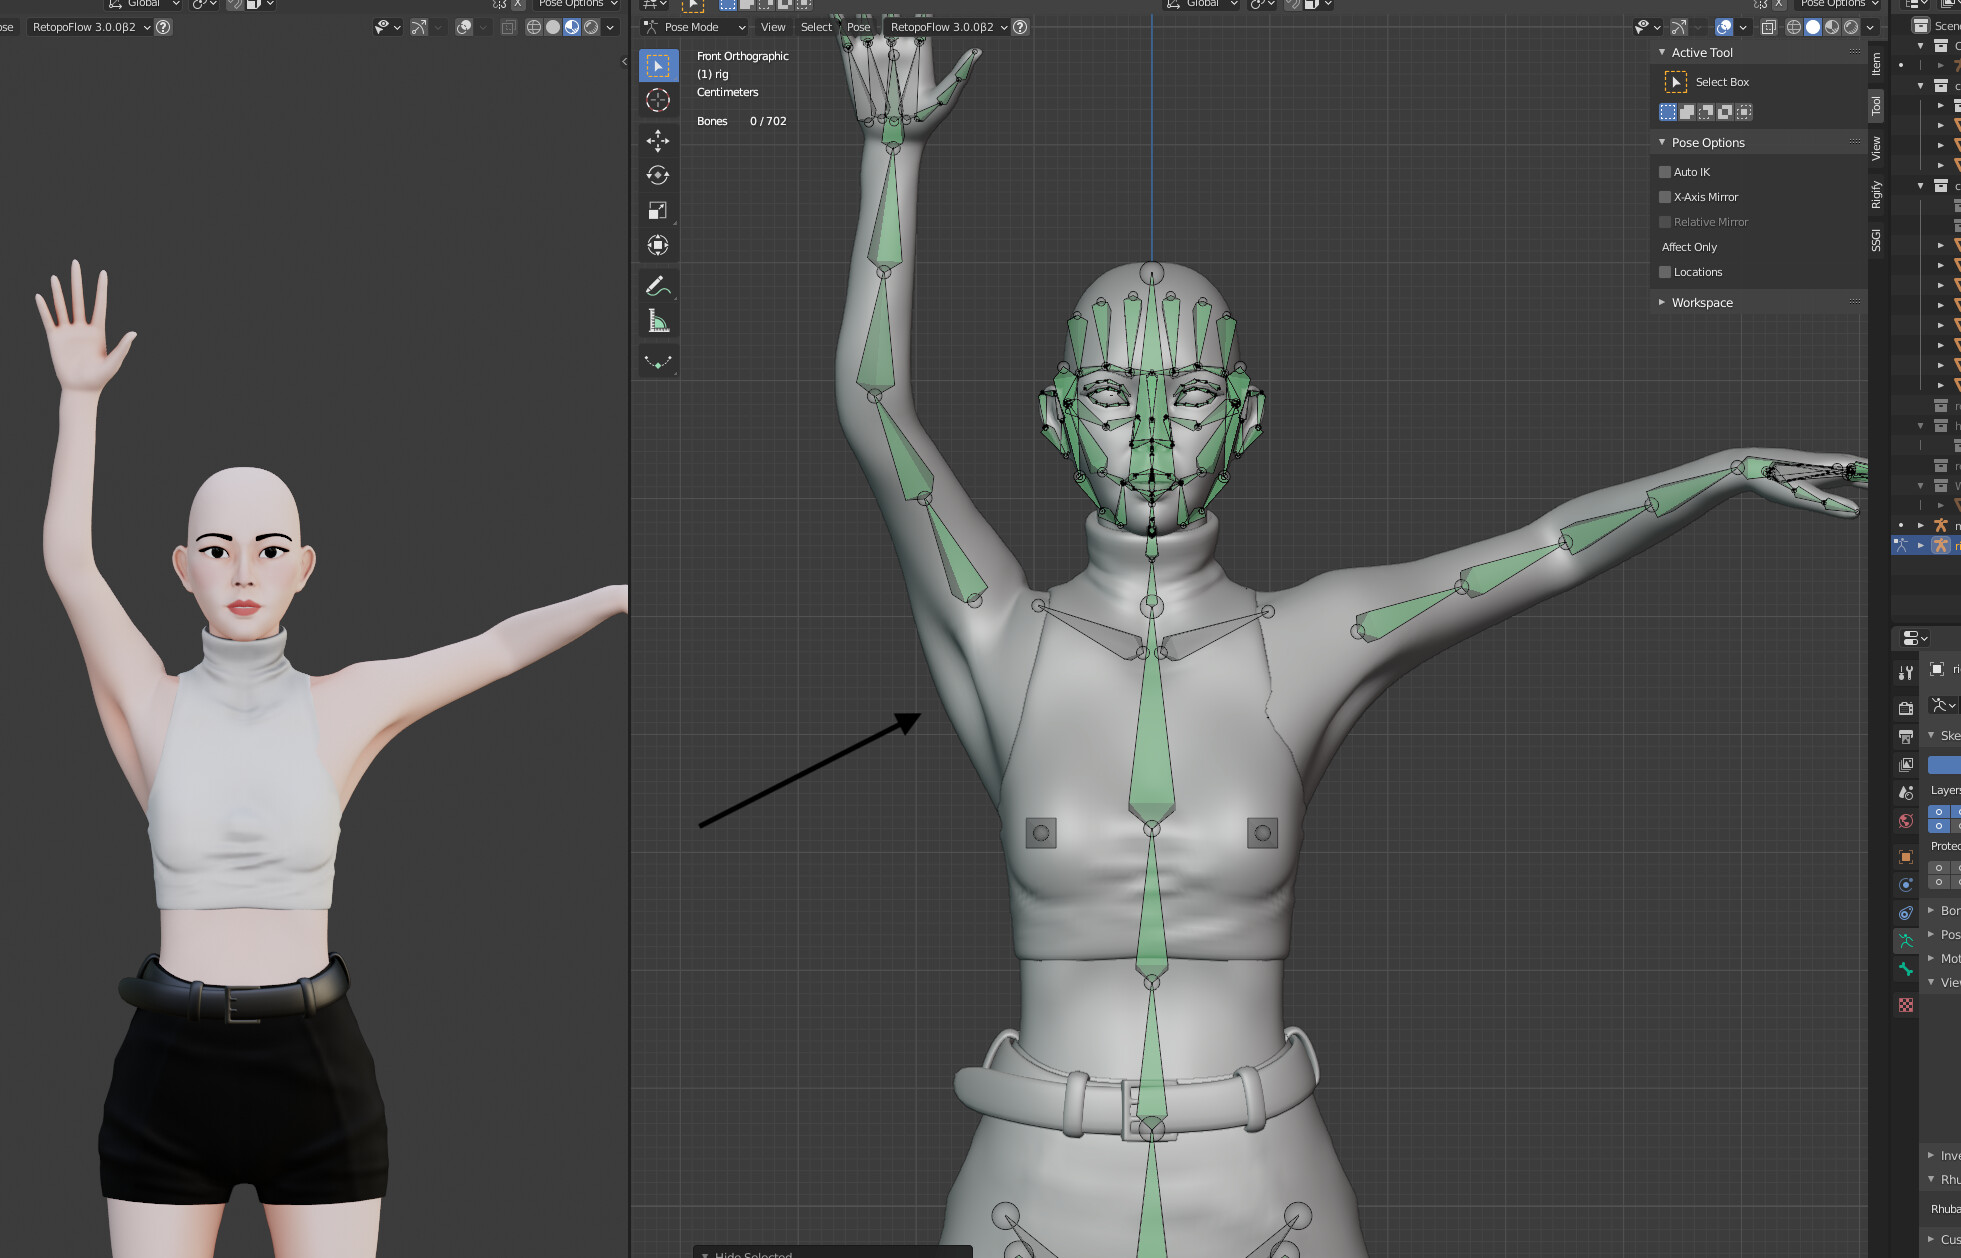 Global
Pose Options
RetopoFlow 3.0.0β2
?
Global
X
Pose Options
Pose Mode
View
Select
Pose
RetopoFlow 3.0.0β2
?
Front Orthographic
(1) rig
Centimeters
Bones 0 / 702
Active Tool
Select Box
Pose Options
Auto IK
X-Axis Mirror
Relative Mirror
Affect Only
Locations
Workspace
Item
Tool
View
Rigify
SSGI
Hide Selected
Layers